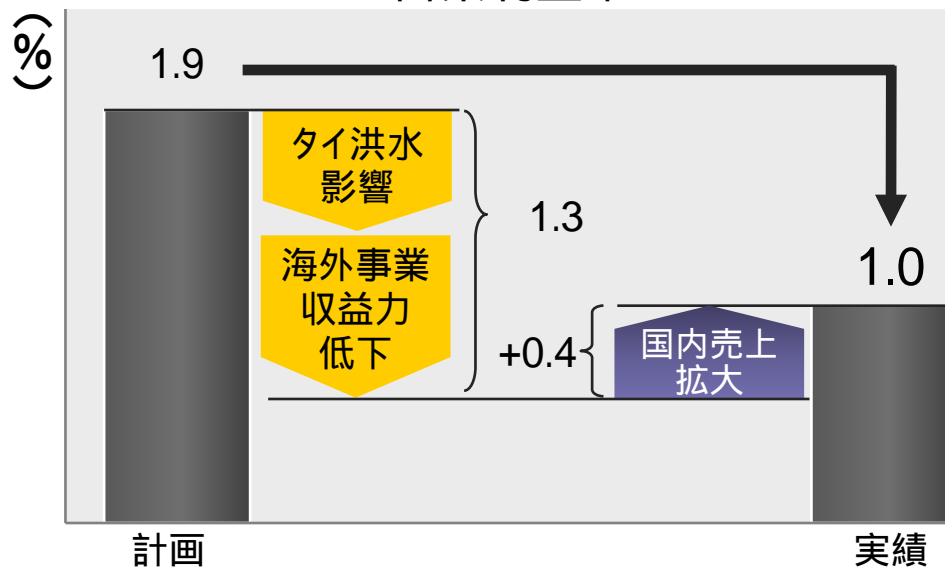 (%)
1.9
タイ洪水
影響
海外事業
収益力
低下
1.3
+0.4
国内売上
拡大
1.0
計画
実績